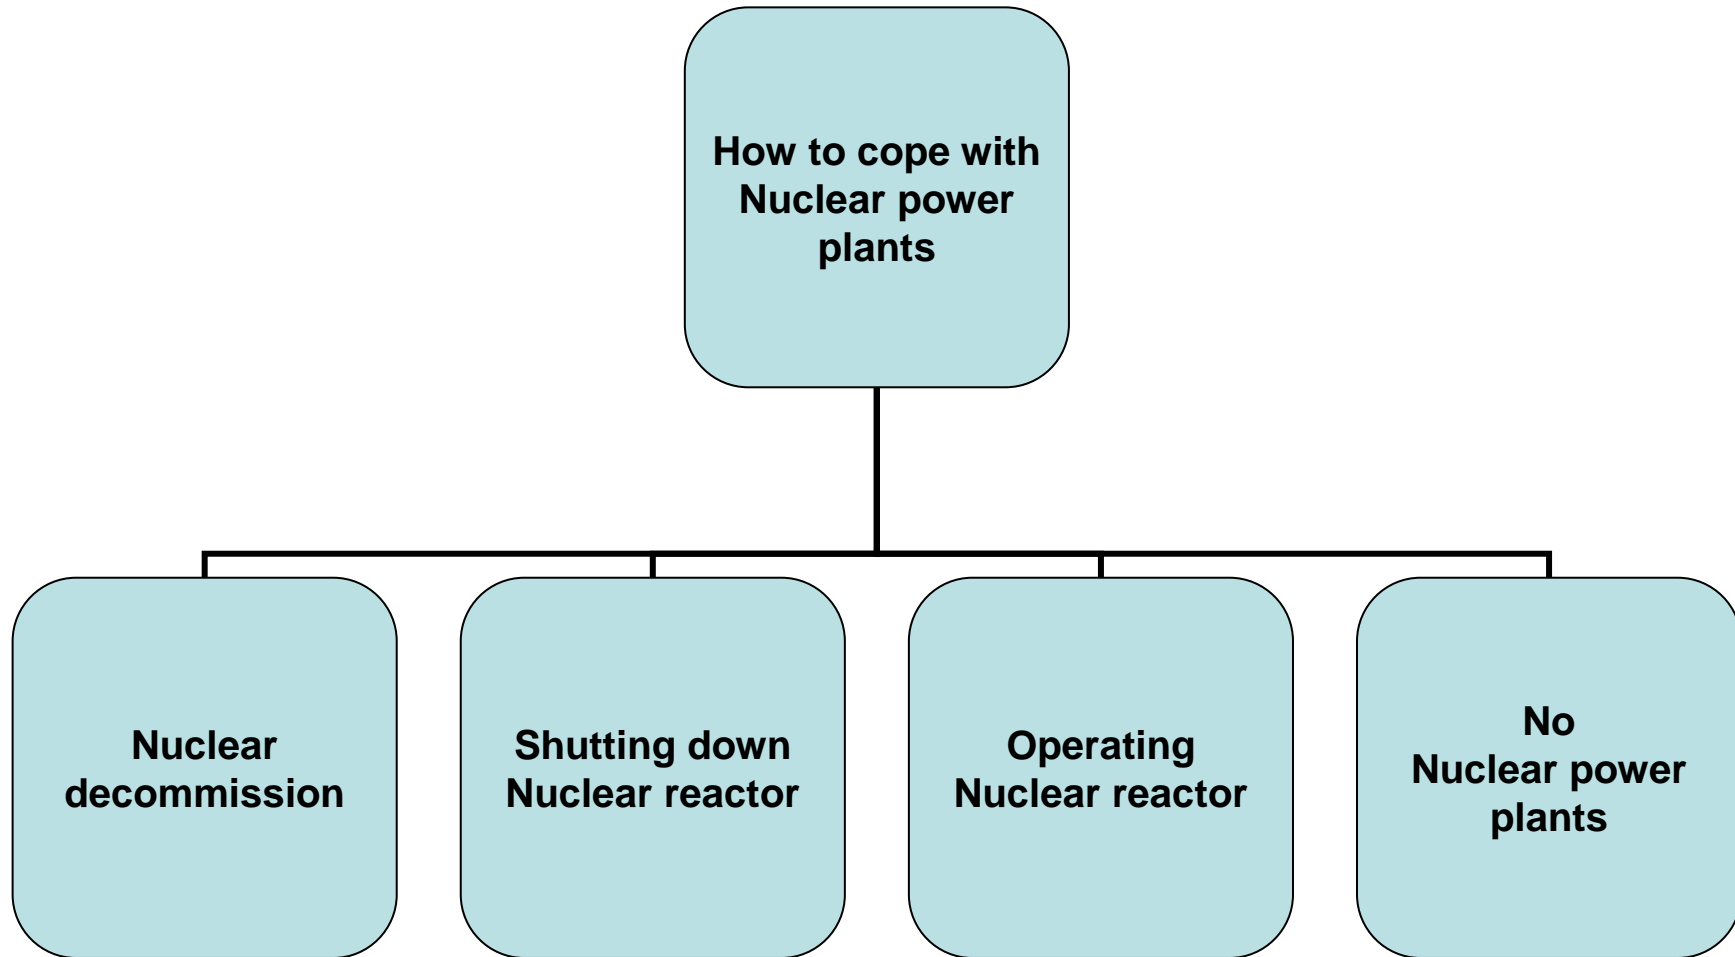 How to cope with
Nuclear power
plants
Nuclear
decommission
Shutting down
Nuclear reactor
Operating
Nuclear reactor
No
Nuclear power
plants